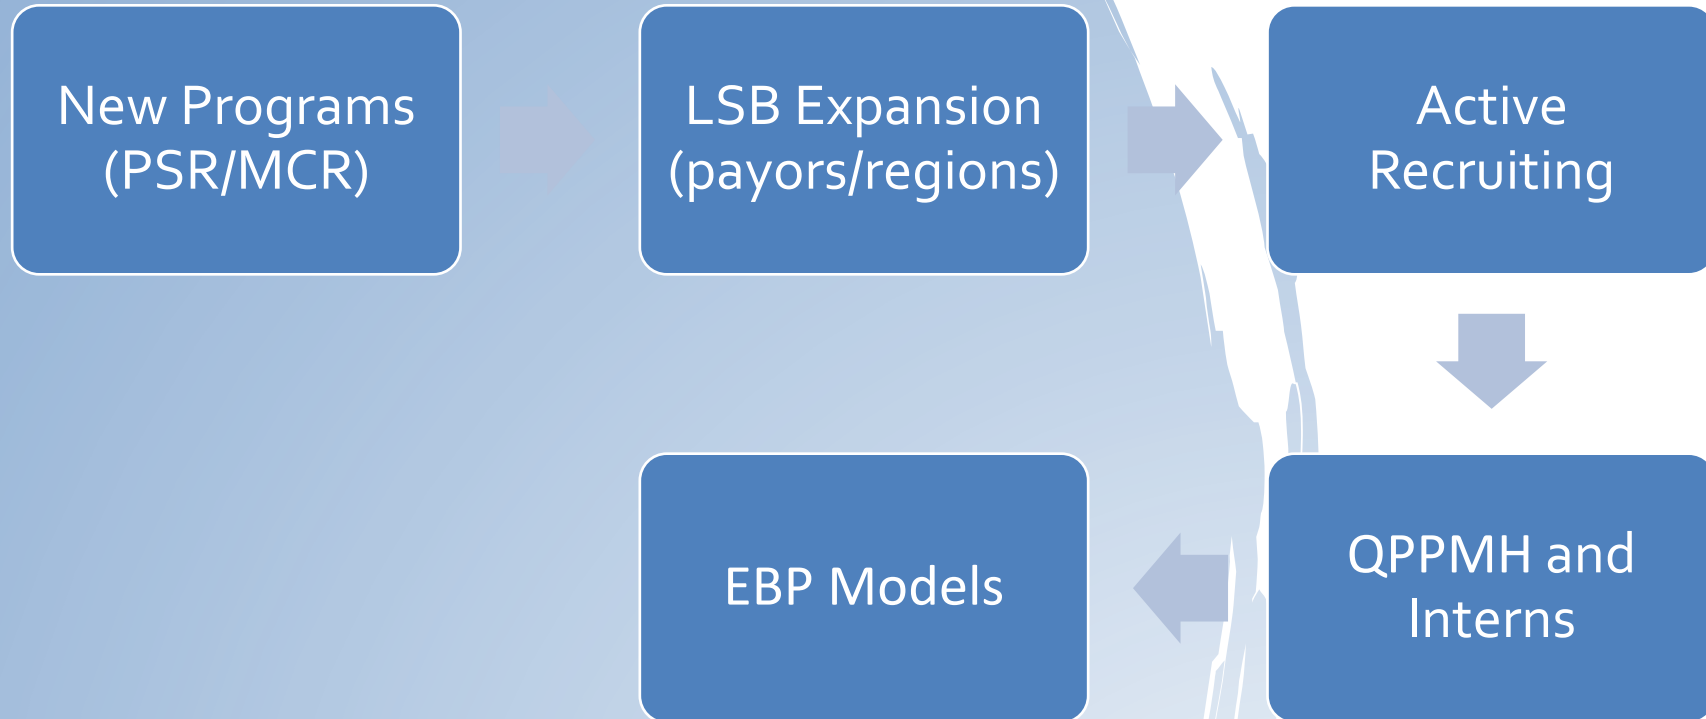 New Programs
(PSR/MCR)
LSB Expansion
(payors/regions)
Active
Recruiting
QPPMH and
Interns
EBP Models